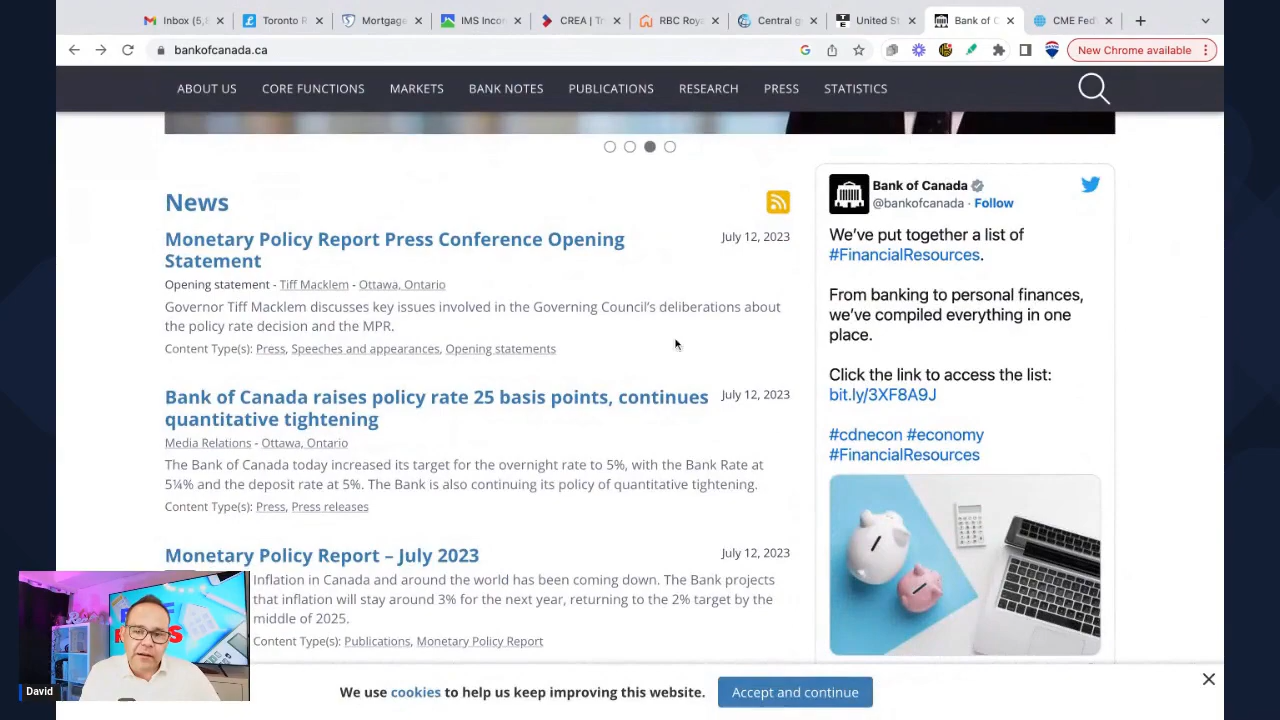 Inbox (5,
Toronto R
Mortgage
IMS Incor
CREA | Tr
RBC Roya
Central g
United St
Bank of C
CME Fed
bankofcanada.ca
New Chrome available
ABOUT US
CORE FUNCTIONS
MARKETS
BANK NOTES
PUBLICATIONS
RESEARCH
PRESS
STATISTICS
News
Monetary Policy Report Press Conference Opening
Statement
July 12, 2023
Opening statement - Tiff Macklem - Ottawa, Ontario
Governor Tiff Macklem discusses key issues involved in the Governing Council's deliberations about
the policy rate decision and the MPR.
Content Type(s): Press, Speeches and appearances, Opening statements
Bank of Canada raises policy rate 25 basis points, continues
quantitative tightening
July 12, 2023
Media Relations - Ottawa, Ontario
The Bank of Canada today increased its target for the overnight rate to 5%, with the Bank Rate at
5¼% and the deposit rate at 5%. The Bank is also continuing its policy of quantitative tightening.
Content Type(s): Press, Press releases
Monetary Policy Report – July 2023
July 12, 2023
Inflation in Canada and around the world has been coming down. The Bank projects
that inflation will stay around 3% for the next year, returning to the 2% target by the
middle of 2025.
Content Type(s): Publications, Monetary Policy Report
Bank of Canada
@bankofcanada · Follow
We've put together a list of
#FinancialResources.
From banking to personal finances,
we've compiled everything in one
place.
Click the link to access the list:
bit.ly/3XF8A9J
#cdnecon #economy
#FinancialResources
David
We use cookies to help us keep improving this website.
Accept and continue